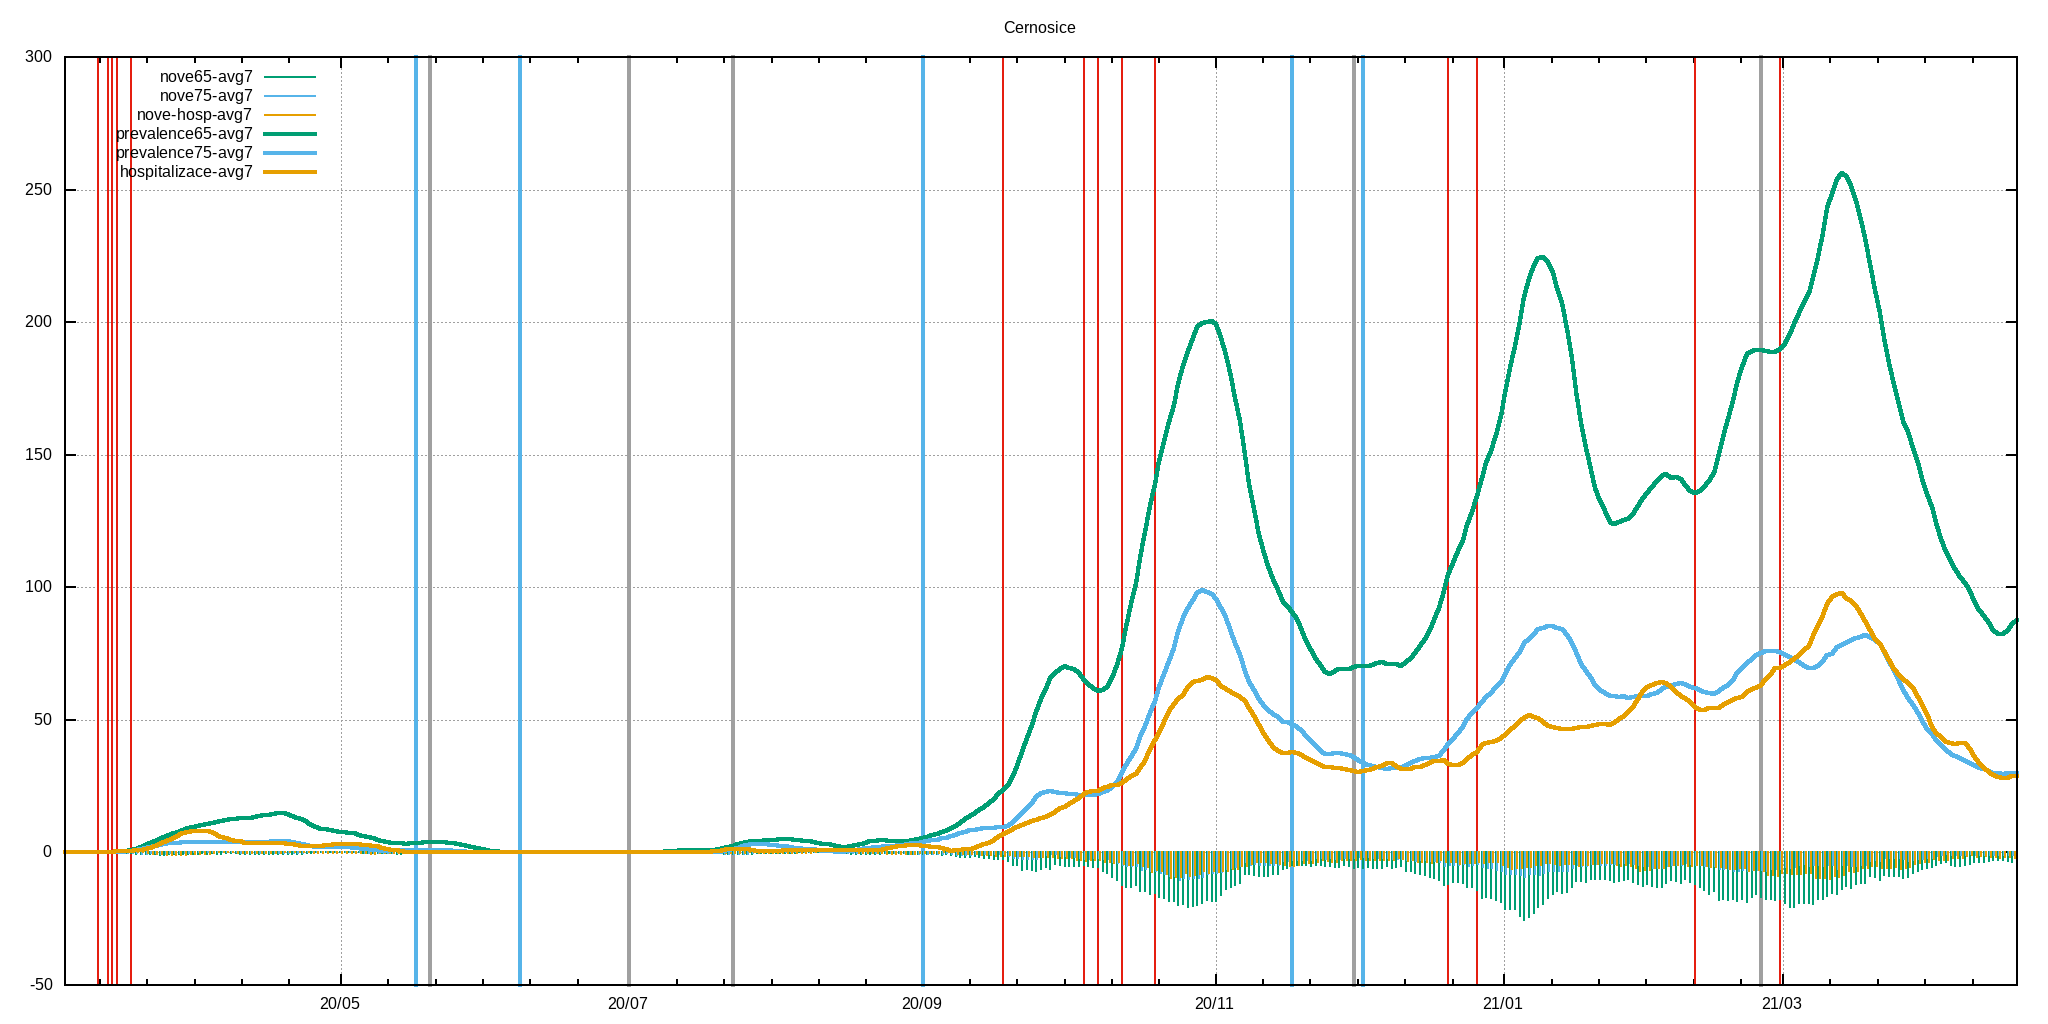 Cernosice
300
250
200
150
100
50
0
-50
nove65-avg7
nove75-avg7
nove-hosp-avg7
prevalence65-avg7
prevalence75-avg7
hospitalizace-avg7
20/05 20/07 20/09 20/11 21/01 21/03